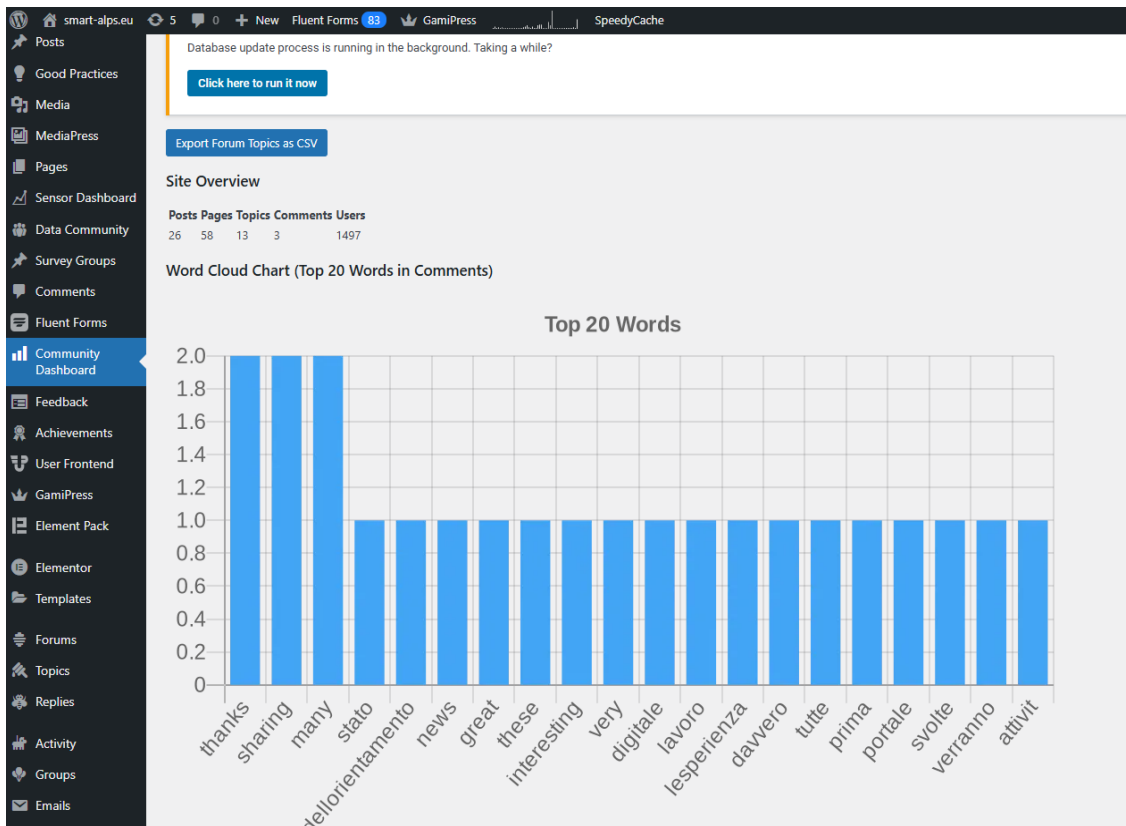 smart-alps.eu 5 0 New Fluent Forms 83 GamiPress SpeedyCache
Posts
Good Practices
Media
MediaPress
Pages
Sensor Dashboard
Data Community
Survey Groups
Comments
Fluent Forms
Community
Dashboard
Feedback
Achievements
User Frontend
GamiPress
Element Pack
Elementor
Templates
Forums
Topics
Replies
Activity
Groups
Emails
Database update process is running in the background. Taking a while?
Click here to run it now
Export Forum Topics as CSV
Site Overview
Posts Pages Topics Comments Users
26 58 13 3 1497
Word Cloud Chart (Top 20 Words in Comments)
Top 20 Words
2.0
1.8
1.6
1.4
1.2
1.0
0.8
0.6
0.4
0.2
0
thanks
sharing
many
stato
dellorientamento
news
great
these
interesting
very
digitale
lavoro
lesperienza
davvero
tutte
prima
portale
svolte
verranno
attivit